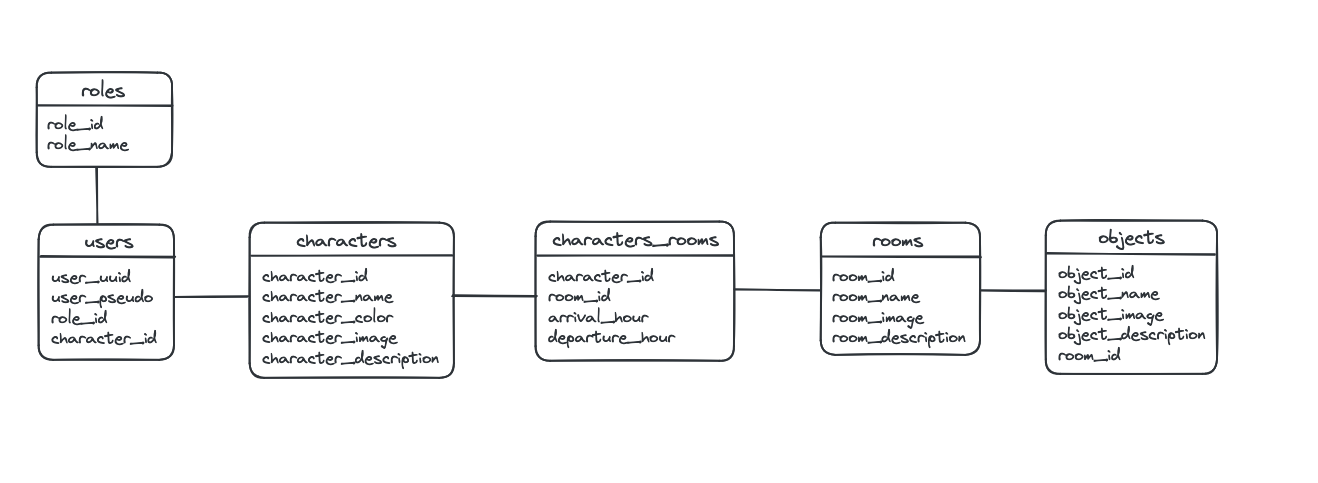 roles
role_id
role_name
users
user_uuid
user_pseudo
role_id
character_id
characters
character_id
character_name
character_color
character_image
character_description
characters_rooms
character_id
room_id
arrival_hour
departure_hour
rooms
room_id
room_name
room_image
room_description
objects
object_id
object_name
object_image
object_description
room_id